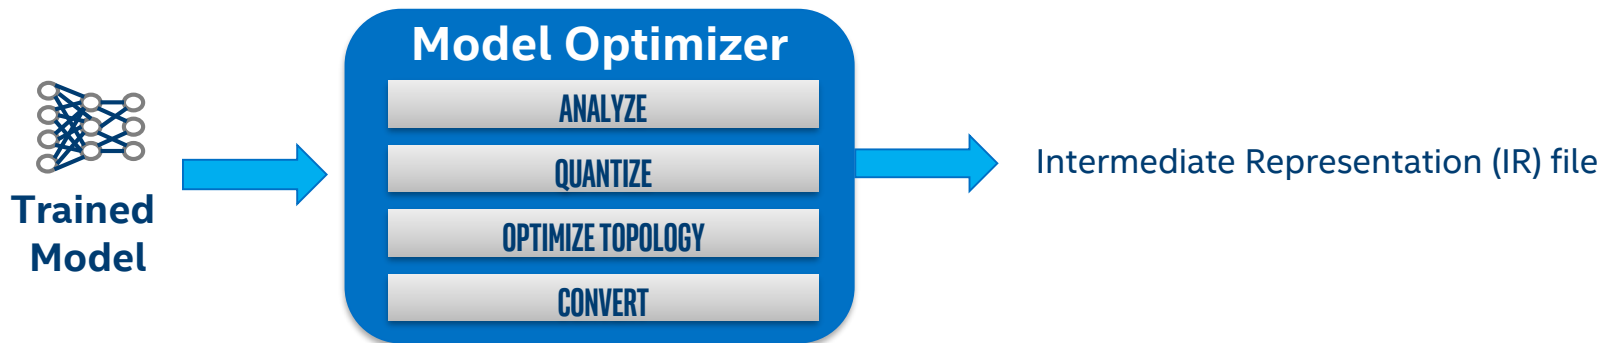 Trained
Model
Model Optimizer
ANALYZE
QUANTIZE
OPTIMIZE TOPOLOGY
CONVERT
Intermediate Representation (IR) file